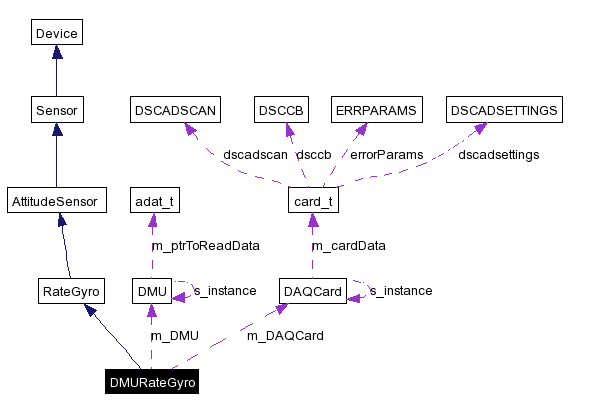 Device
Sensor
DSCADSCAN
DSCCB
ERRPARAMS
DSCADSETTINGS
dscadscan
dsccb
errorParams
dscadsettings
AttitudeSensor
adat_t
card_t
m_ptrToReadData
m_cardData
RateGyro
DMU
s_instance
DAQCard
s_instance
m_DMU
m_DAQCard
DMURateGyro